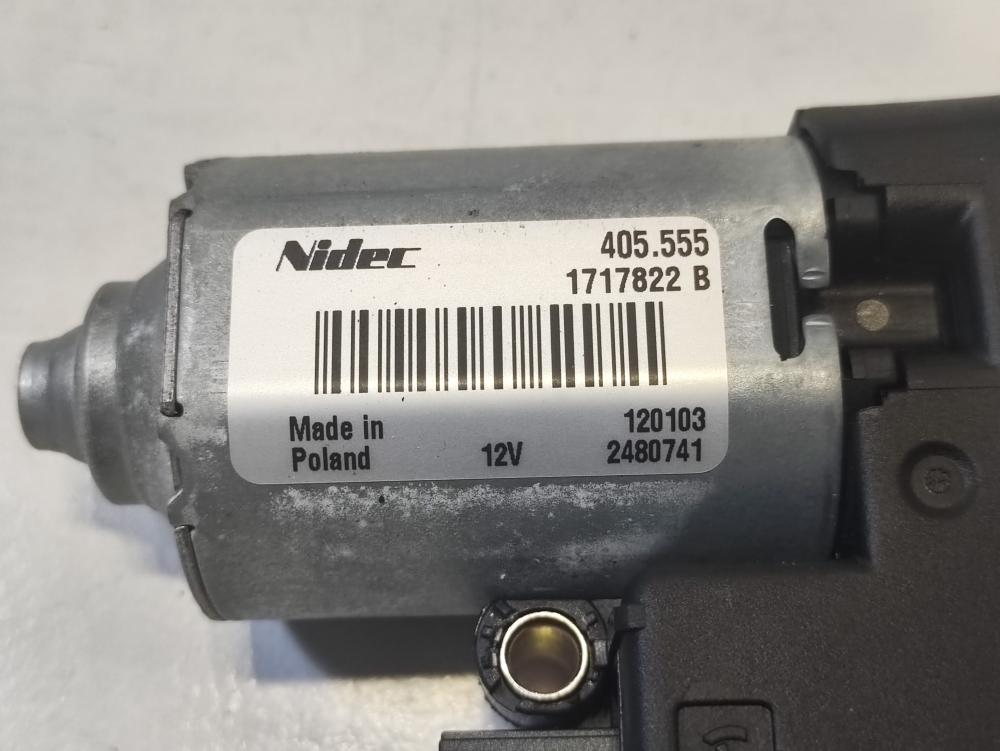 Nidec
405.555
1717822 B
Made in
Poland
12V
120103
2480741